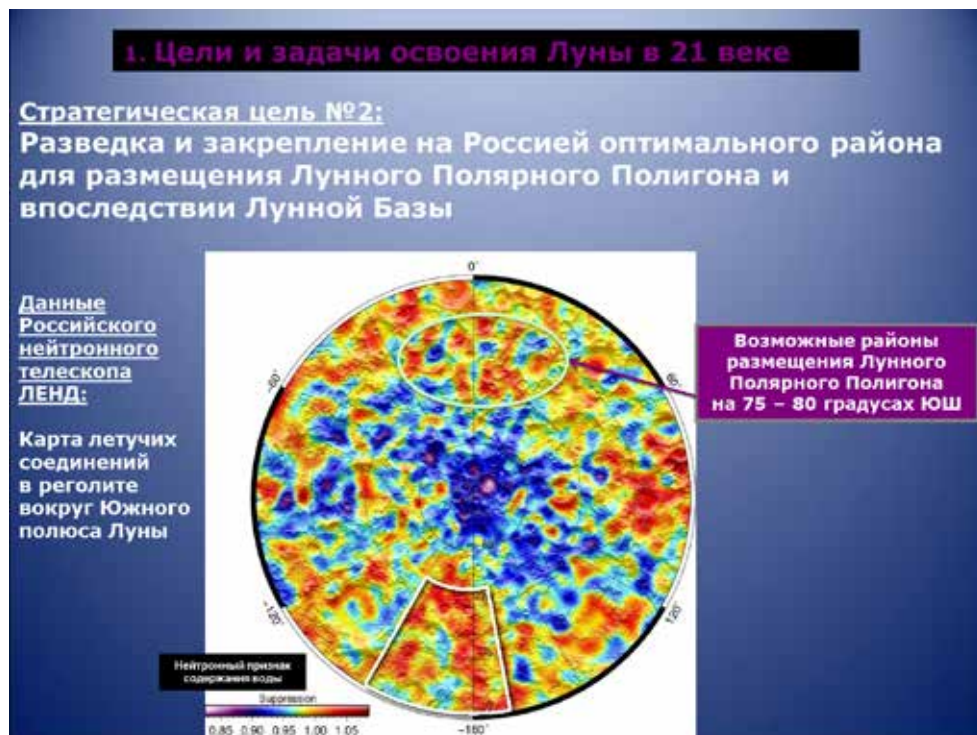 1. Цели и задачи освоения Луны в 21 веке
Стратегическая цель №2:
Разведка и закрепление на Россией оптимального района
для размещения Лунного Полярного Полигона и
впоследствии Лунной Базы
Данные
Российского
нейтронного
телескопа
ЛЕНД:
Карта летучих
соединений
в реголите
вокруг Южного
полюса Луны
0°
60°
120°
-180°
-120°
-60°
Возможные районы
размещения Лунного
Полярного Полигона
на 75 – 80 градусах ЮШ
Нейтронный признак
содержания воды
Suppression
0.85 0.90 0.95 1.00 1.05